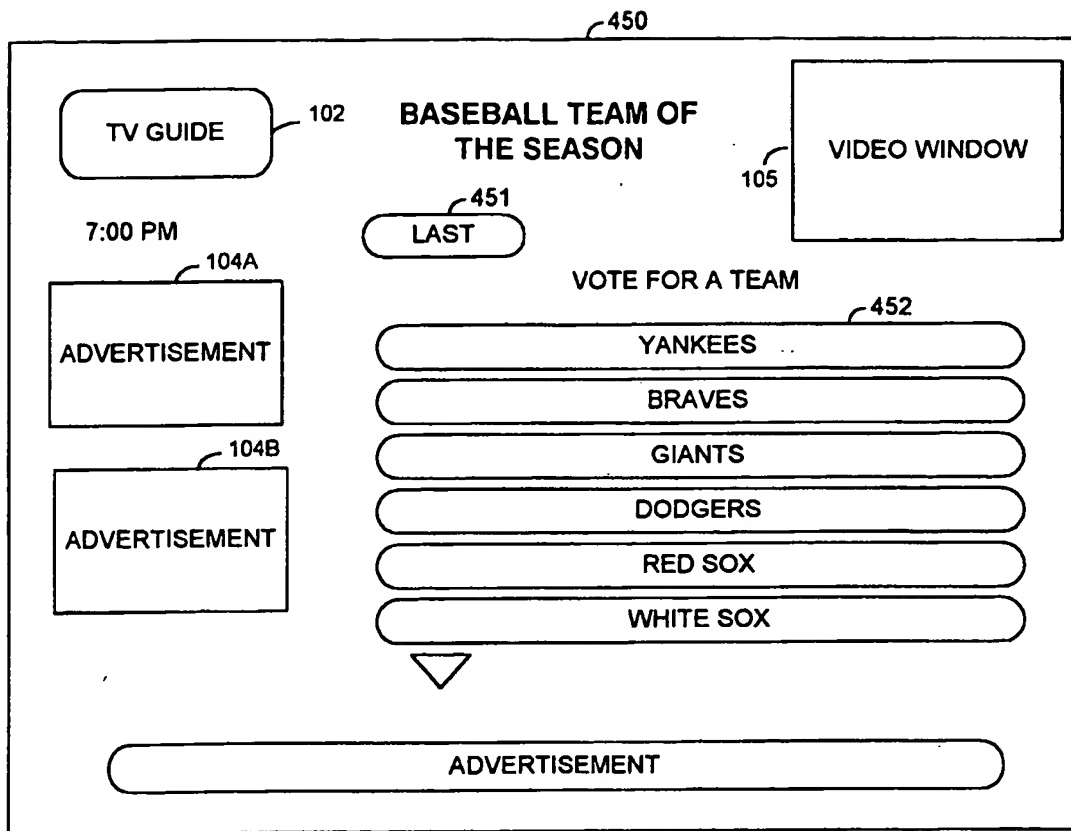 450
TV GUIDE
102
BASEBALL TEAM OF
THE SEASON
105
VIDEO WINDOW
7:00 PM
451
LAST
104A
ADVERTISEMENT
VOTE FOR A TEAM
452
YANKEES
BRAVES
GIANTS
104B
ADVERTISEMENT
DODGERS
RED SOX
WHITE SOX
ADVERTISEMENT